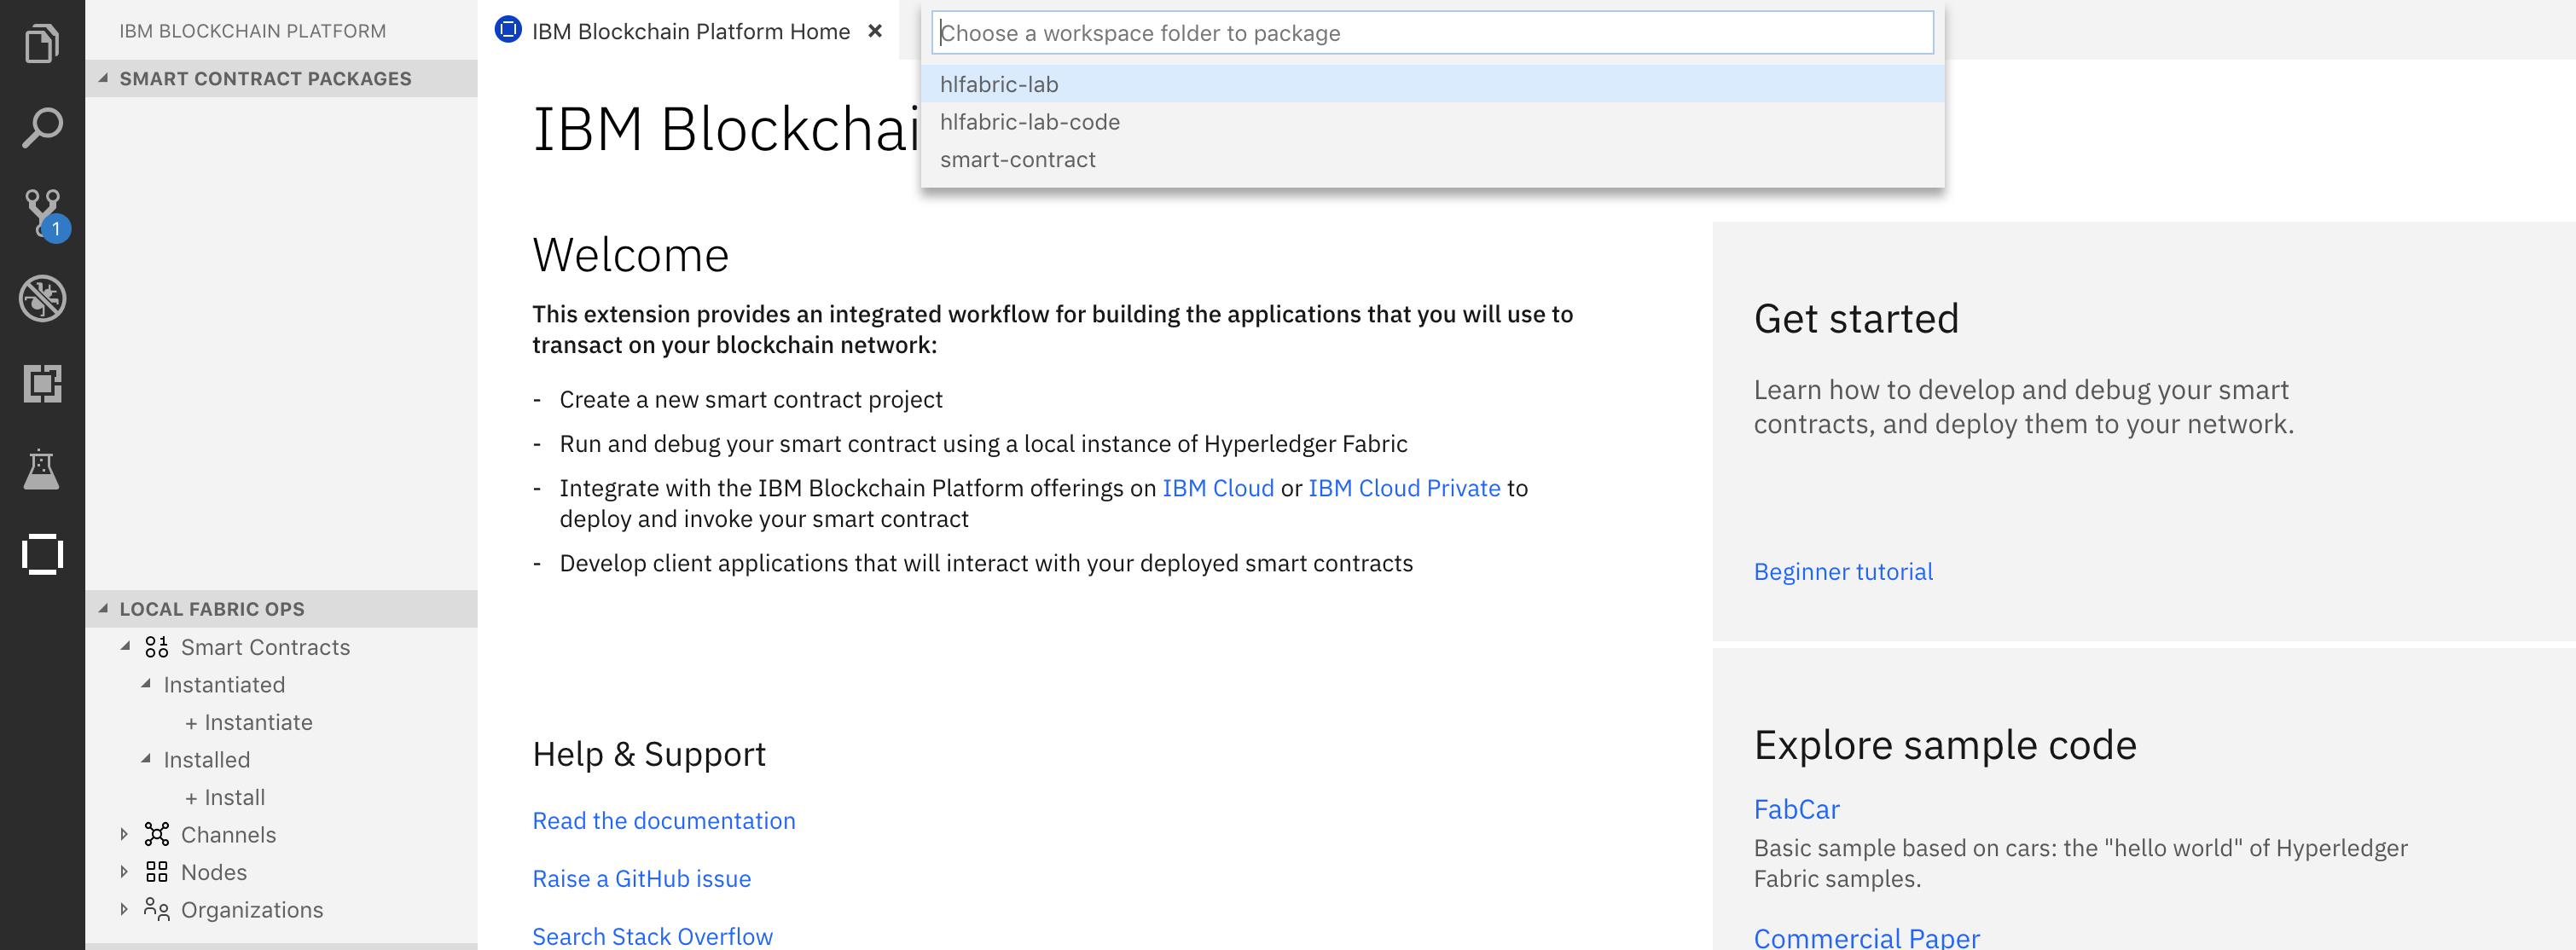 IBM BLOCKCHAIN PLATFORM
SMART CONTRACT PACKAGES
1
LOCAL FABRIC OPS
Smart Contracts
Instantiated
+ Instantiate
Installed
+ Install
Channels
Nodes
Organizations
IBM Blockchain Platform Home
Choose a workspace folder to package
hlfabric-lab
hlfabric-lab-code
smart-contract
IBM Blockchai
Welcome
This extension provides an integrated workflow for building the applications that you will use to
transact on your blockchain network:
- Create a new smart contract project
- Run and debug your smart contract using a local instance of Hyperledger Fabric
- Integrate with the IBM Blockchain Platform offerings on IBM Cloud or IBM Cloud Private to
deploy and invoke your smart contract
- Develop client applications that will interact with your deployed smart contracts
Help & Support
Read the documentation
Raise a GitHub issue
Search Stack Overflow
Get started
Learn how to develop and debug your smart
contracts, and deploy them to your network.
Beginner tutorial
Explore sample code
FabCar
Basic sample based on cars: the "hello world" of Hyperledger
Fabric samples.
Commercial Paper